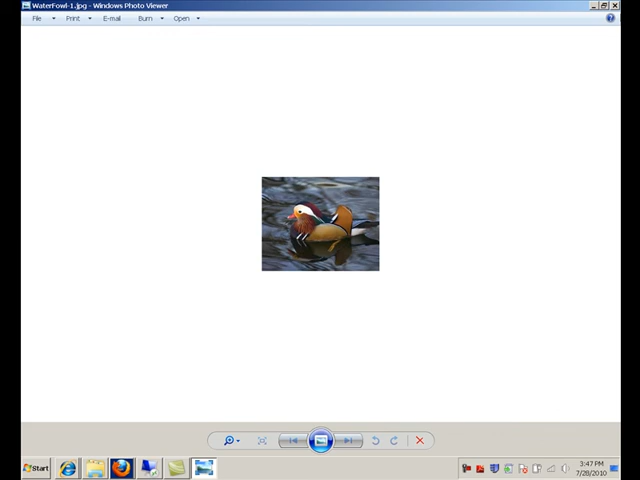 WaterFowl-1.jpg - Windows Photo Viewer
File Print E-mail Burn Open
Start
3:47 PM
7/28/2010